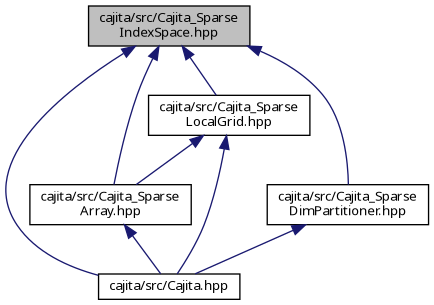 cajita/src/Cajita_Sparse
IndexSpace.hpp
cajita/src/Cajita_Sparse
LocalGrid.hpp
cajita/src/Cajita_Sparse
Array.hpp
cajita/src/Cajita_Sparse
DimPartitioner.hpp
cajita/src/Cajita.hpp